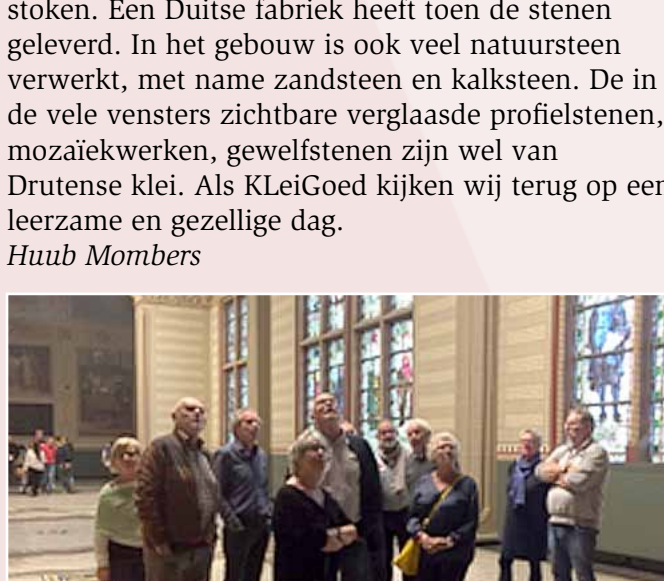 stoken. Een Duitse fabriek heeft toen de stenen
geleverd. In het gebouw is ook veel natuursteen
verwerkt, met name zandsteen en kalksteen. De in
de vele vensters zichtbare verglaasde profielstenen,
mozaïekwerken, gewelfstenen zijn wel van
Drutense klei. Als KLeiGoed kijken wij terug op een
leerzame en gezellige dag.
Huub Mombers